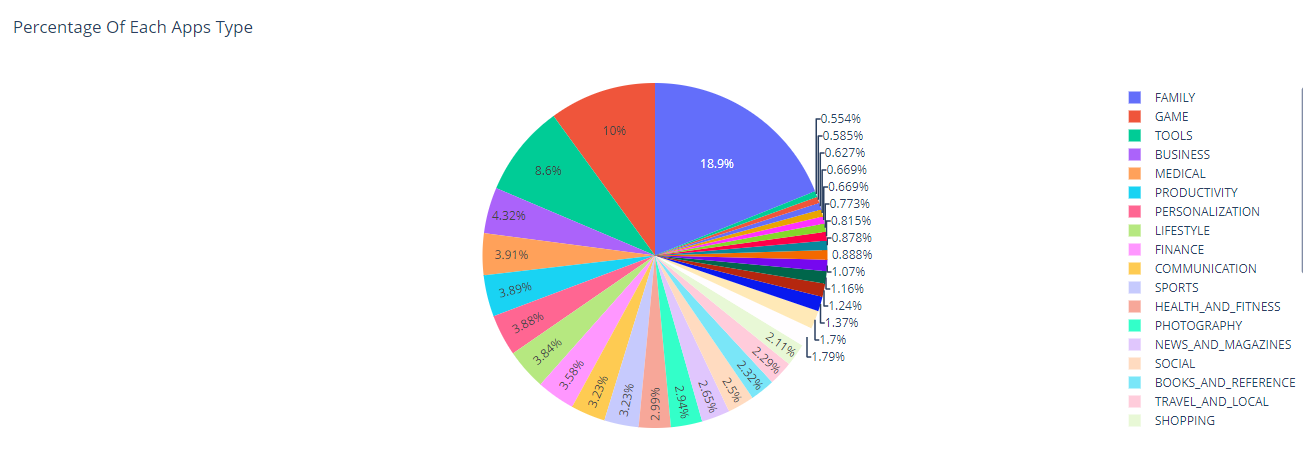 Percentage Of Each Apps Type
18.9%
10%
8.6%
4.32%
3.91%
3.89%
3.88%
3.84%
3.58%
3.23%
3.23%
2.99%
2.94%
2.65%
2.5%
2.32%
2.29%
2.11%
0.554%
0.585%
0.627%
0.669%
0.669%
0.773%
0.815%
0.878%
0.888%
1.07%
1.16%
1.24%
1.37%
1.7%
1.79%
FAMILY
GAME
TOOLS
BUSINESS
MEDICAL
PRODUCTIVITY
PERSONALIZATION
LIFESTYLE
FINANCE
COMMUNICATION
SPORTS
HEALTH_AND_FITNESS
PHOTOGRAPHY
NEWS_AND_MAGAZINES
SOCIAL
BOOKS_AND_REFERENCE
TRAVEL_AND_LOCAL
SHOPPING